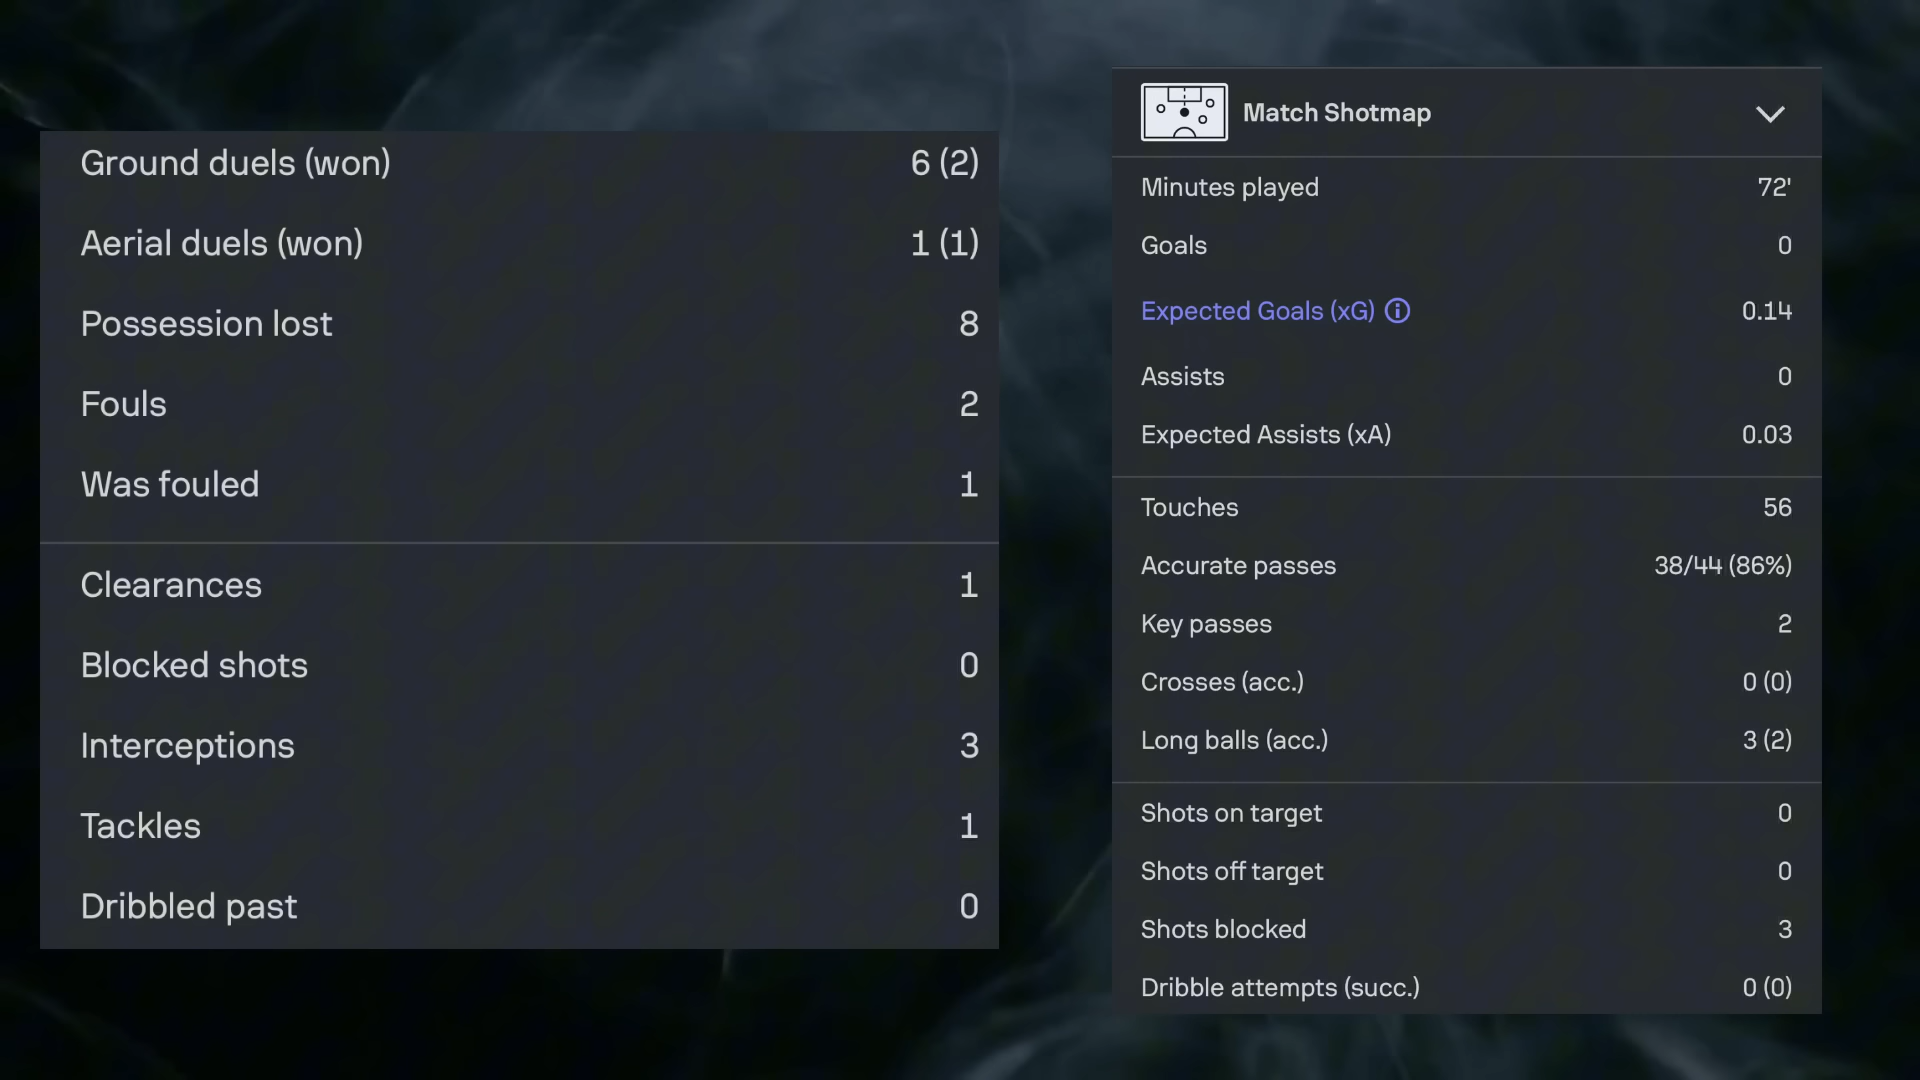 Ground duels (won) 6 (2)
Aerial duels (won) 1 (1)
Possession lost 8
Fouls 2
Was fouled 1
Clearances 1
Blocked shots 0
Interceptions 3
Tackles 1
Dribbled past 0
Match Shotmap
Minutes played 72'
Goals 0
Expected Goals (xG) 0.14
Assists 0
Expected Assists (xA) 0.03
Touches 56
Accurate passes 38/44 (86%)
Key passes 2
Crosses (acc.) 0 (0)
Long balls (acc.) 3 (2)
Shots on target 0
Shots off target 0
Shots blocked 3
Dribble attempts (succ.) 0 (0)